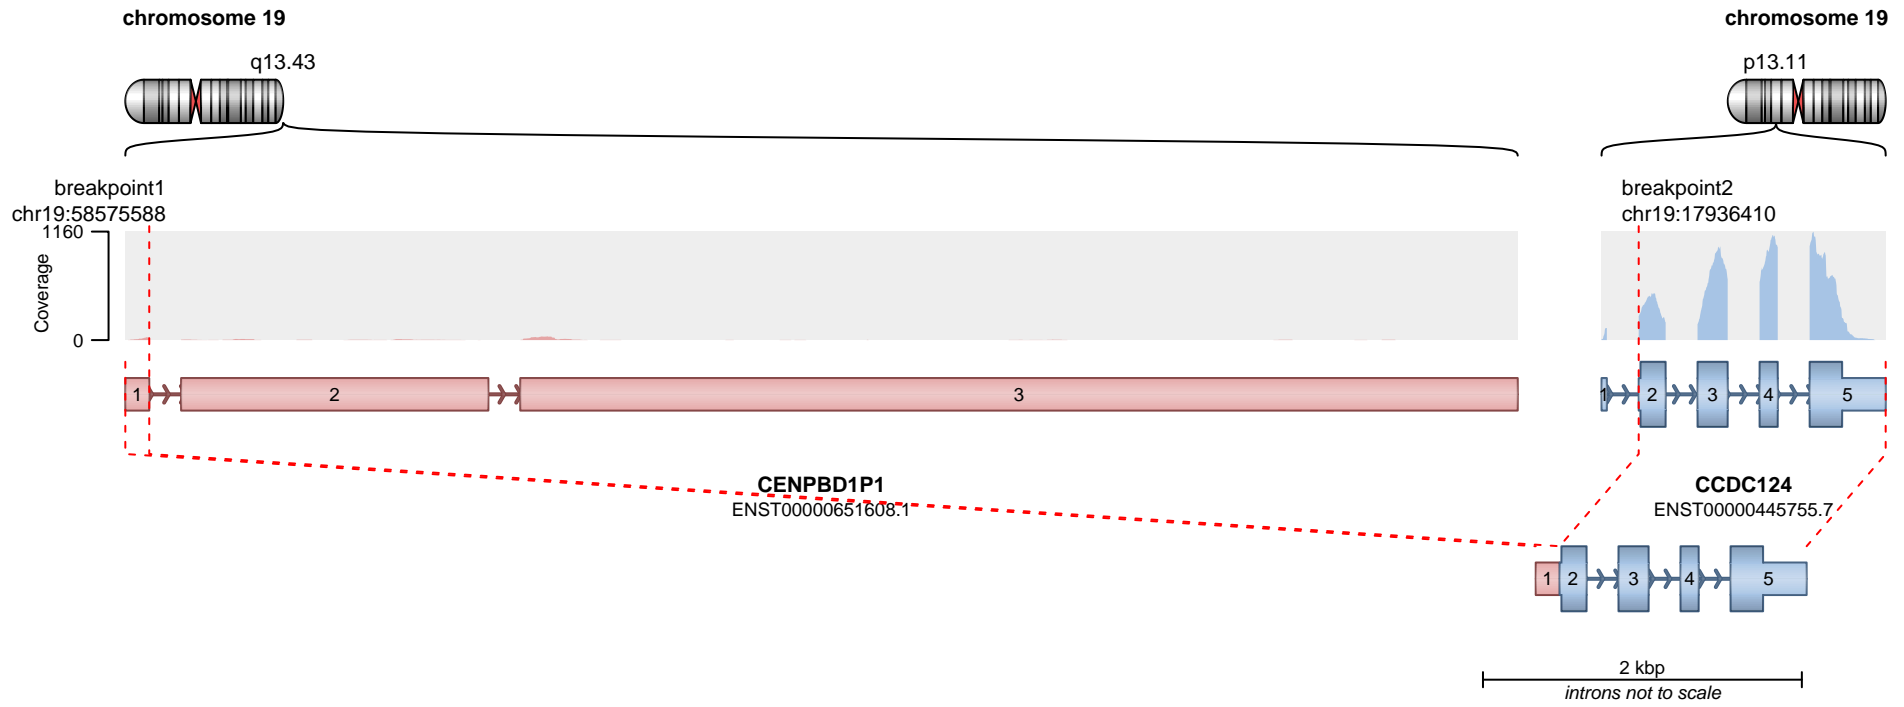 chromosome 19
chromosome 19
q13.43
p13.11
breakpoint1
chr19:58575588
breakpoint2
chr19:17936410
1160
Coverage
0
1
2
3
1
2
3
4
5
CENPBD1P1
ENST00000651608.1
CCDC124
ENST00000445755.7
1
2
3
4
5
2 kbp
introns not to scale